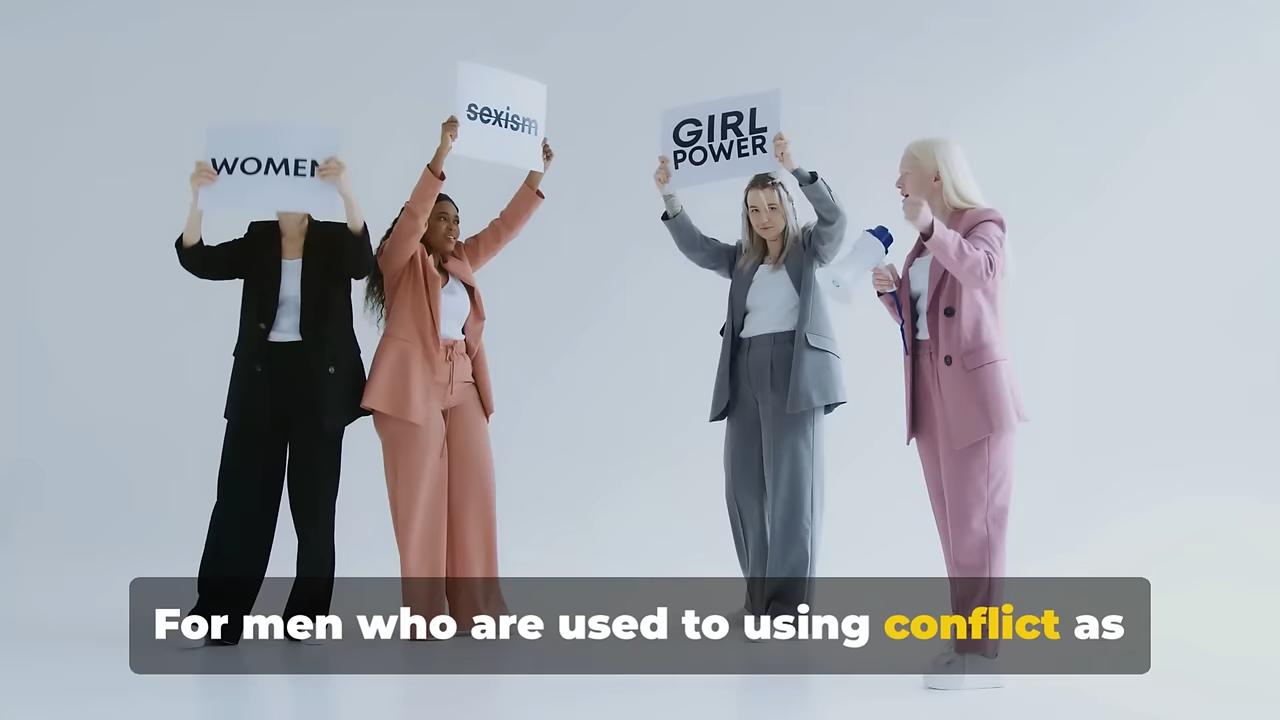 WOMEN
sexism
GIRL
POWER
For men who are used to using conflict as